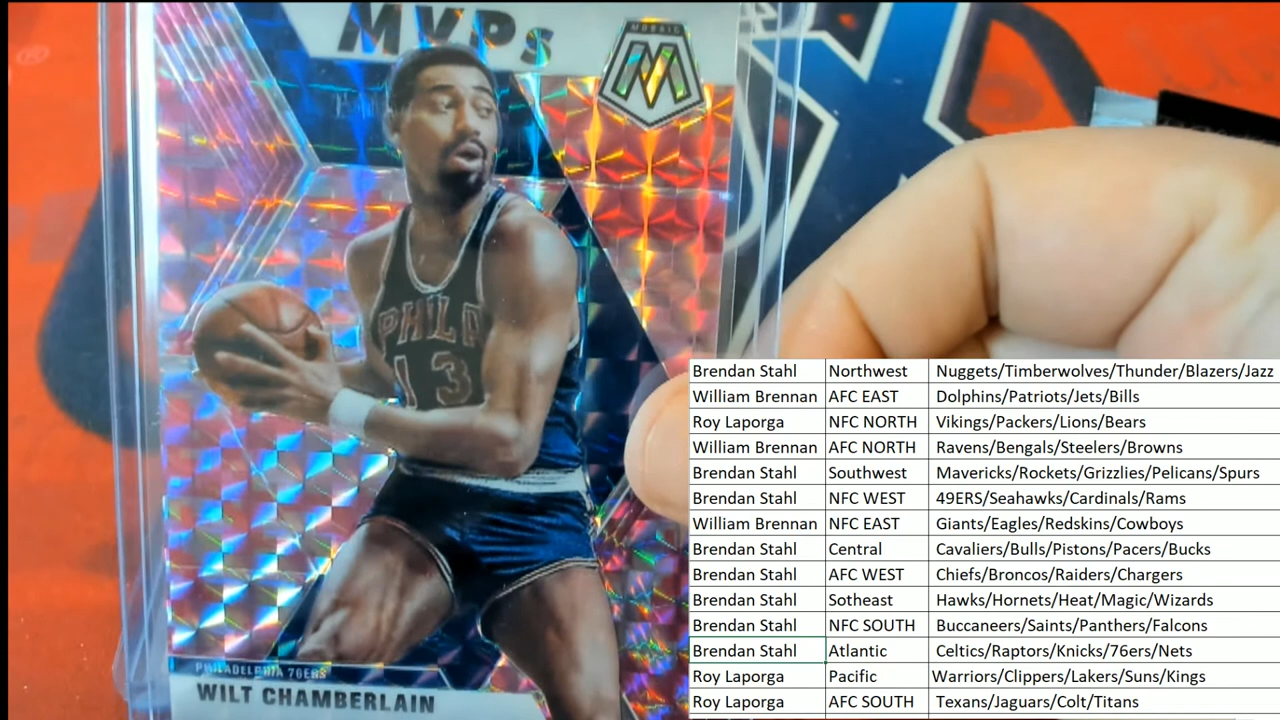 MVPs
MOSAIC
M
PHILA
13
PHILADELPHIA 76ERS
WILT CHAMBERLAIN
Brendan Stahl Northwest Nuggets/Timberwolves/Thunder/Blazers/Jazz
William Brennan AFC EAST Dolphins/Patriots/Jets/Bills
Roy Laporga NFC NORTH Vikings/Packers/Lions/Bears
William Brennan AFC NORTH Ravens/Bengals/Steelers/Browns
Brendan Stahl Southwest Mavericks/Rockets/Grizzlies/Pelicans/Spurs
Brendan Stahl NFC WEST 49ERS/Seahawks/Cardinals/Rams
William Brennan NFC EAST Giants/Eagles/Redskins/Cowboys
Brendan Stahl Central Cavaliers/Bulls/Pistons/Pacers/Bucks
Brendan Stahl AFC WEST Chiefs/Broncos/Raiders/Chargers
Brendan Stahl Sotheast Hawks/Hornets/Heat/Magic/Wizards
Brendan Stahl NFC SOUTH Buccaneers/Saints/Panthers/Falcons
Brendan Stahl Atlantic Celtics/Raptors/Knicks/76ers/Nets
Roy Laporga Pacific Warriors/Clippers/Lakers/Suns/Kings
Roy Laporga AFC SOUTH Texans/Jaguars/Colt/Titans